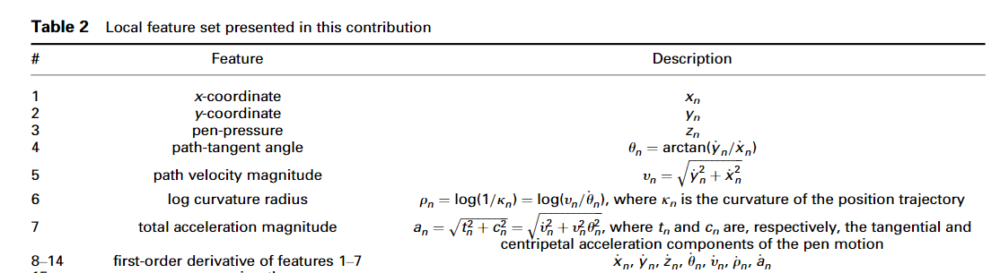 Table 2 Local feature set presented in this contribution
# Feature Description
1 x-coordinate xₙ
2 y-coordinate yₙ
3 pen-pressure zₙ
4 path-tangent angle θₙ = arctan(ẏₙ/ẋₙ)
5 path velocity magnitude υₙ = √(ẏₙ² + ẋₙ²)
6 log curvature radius ρₙ = log(1/κₙ) = log(υₙ/θ̇ₙ), where κₙ is the curvature of the position trajectory
7 total acceleration magnitude aₙ = √(tₙ² + cₙ²) = √(υ̇ₙ² + υₙ²θ̇ₙ²), where tₙ and cₙ are, respectively, the tangential and
centripetal acceleration components of the pen motion
8–14 first-order derivative of features 1–7 ẋₙ, ẏₙ, żₙ, θ̇ₙ, υ̇ₙ, ρ̇ₙ, ȧₙ